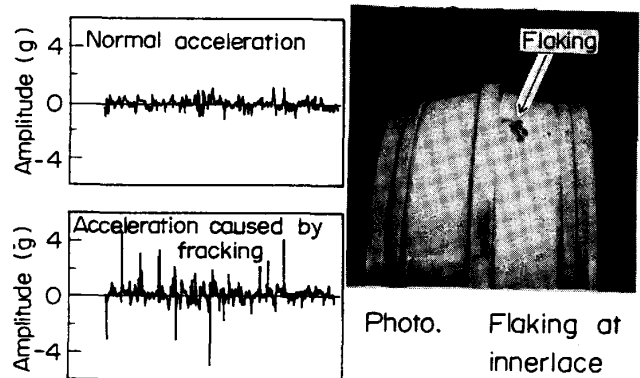 Normal acceleration
Amplitude (g)
4
0
-4
Acceleration caused by
fracking
Amplitude (g)
4
0
-4
Flaking
Photo. Flaking at
innerlace